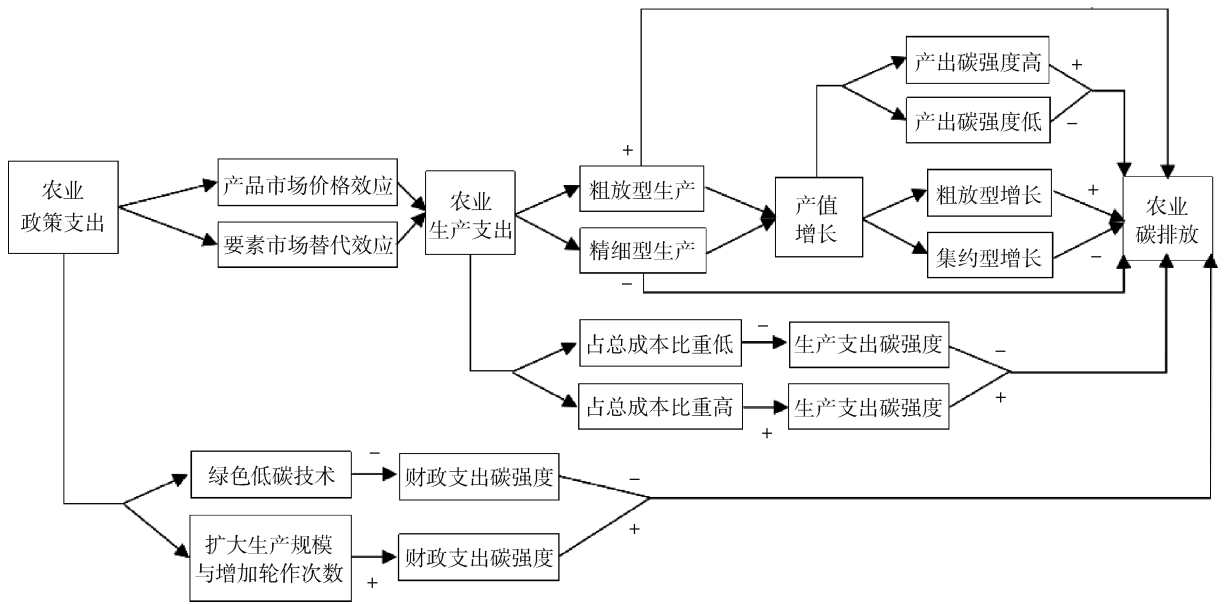 农业
政策支出
产品市场价格效应
要素市场替代效应
农业
生产支出
+
粗放型生产
精细型生产
−
产值
增长
产出碳强度高
+
产出碳强度低
−
粗放型增长
+
集约型增长
−
农业
碳排放
占总成本比重低
−
生产支出碳强度
−
占总成本比重高
+
生产支出碳强度
+
绿色低碳技术
−
财政支出碳强度
−
扩大生产规模
与增加轮作次数
+
财政支出碳强度
+